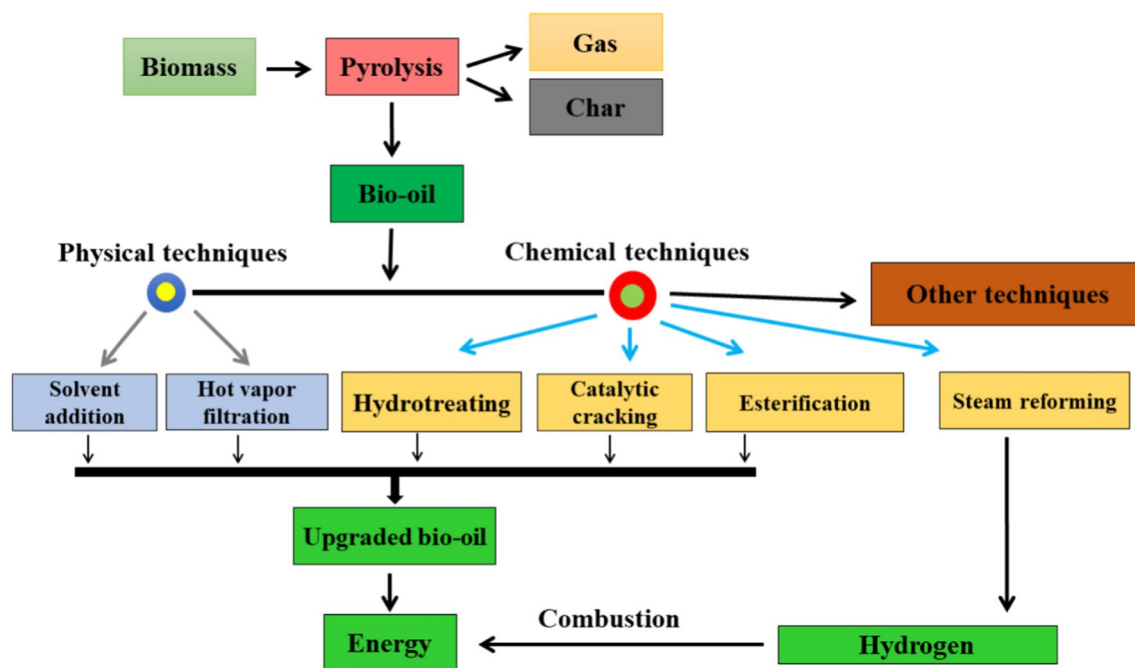 Biomass
Pyrolysis
Gas
Char
Bio-oil
Physical techniques
Chemical techniques
Other techniques
Solvent
addition
Hot vapor
filtration
Hydrotreating
Catalytic
cracking
Esterification
Steam reforming
Upgraded bio-oil
Energy
Combustion
Hydrogen